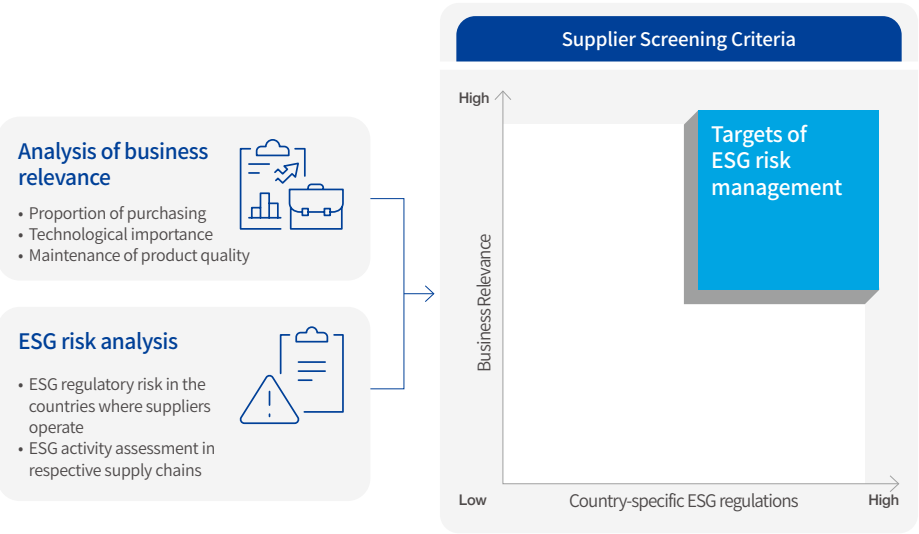 Analysis of business
relevance
• Proportion of purchasing
• Technological importance
• Maintenance of product quality
ESG risk analysis
• ESG regulatory risk in the
countries where suppliers
operate
• ESG activity assessment in
respective supply chains
Supplier Screening Criteria
High
Targets of
ESG risk
management
Business Relevance
Low
Country-specific ESG regulations
High